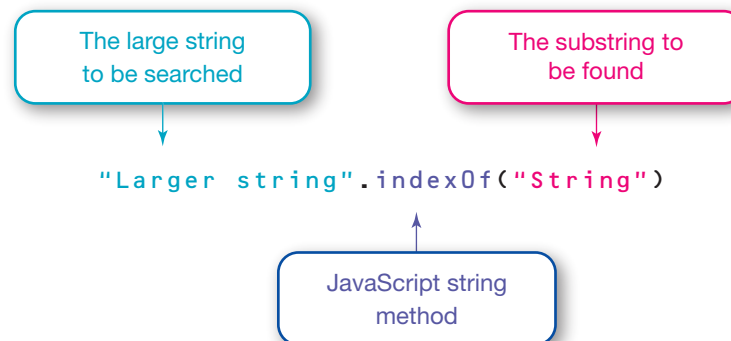 The large string
to be searched
The substring to
be found
"Larger string".indexOf("String")
JavaScript string
method